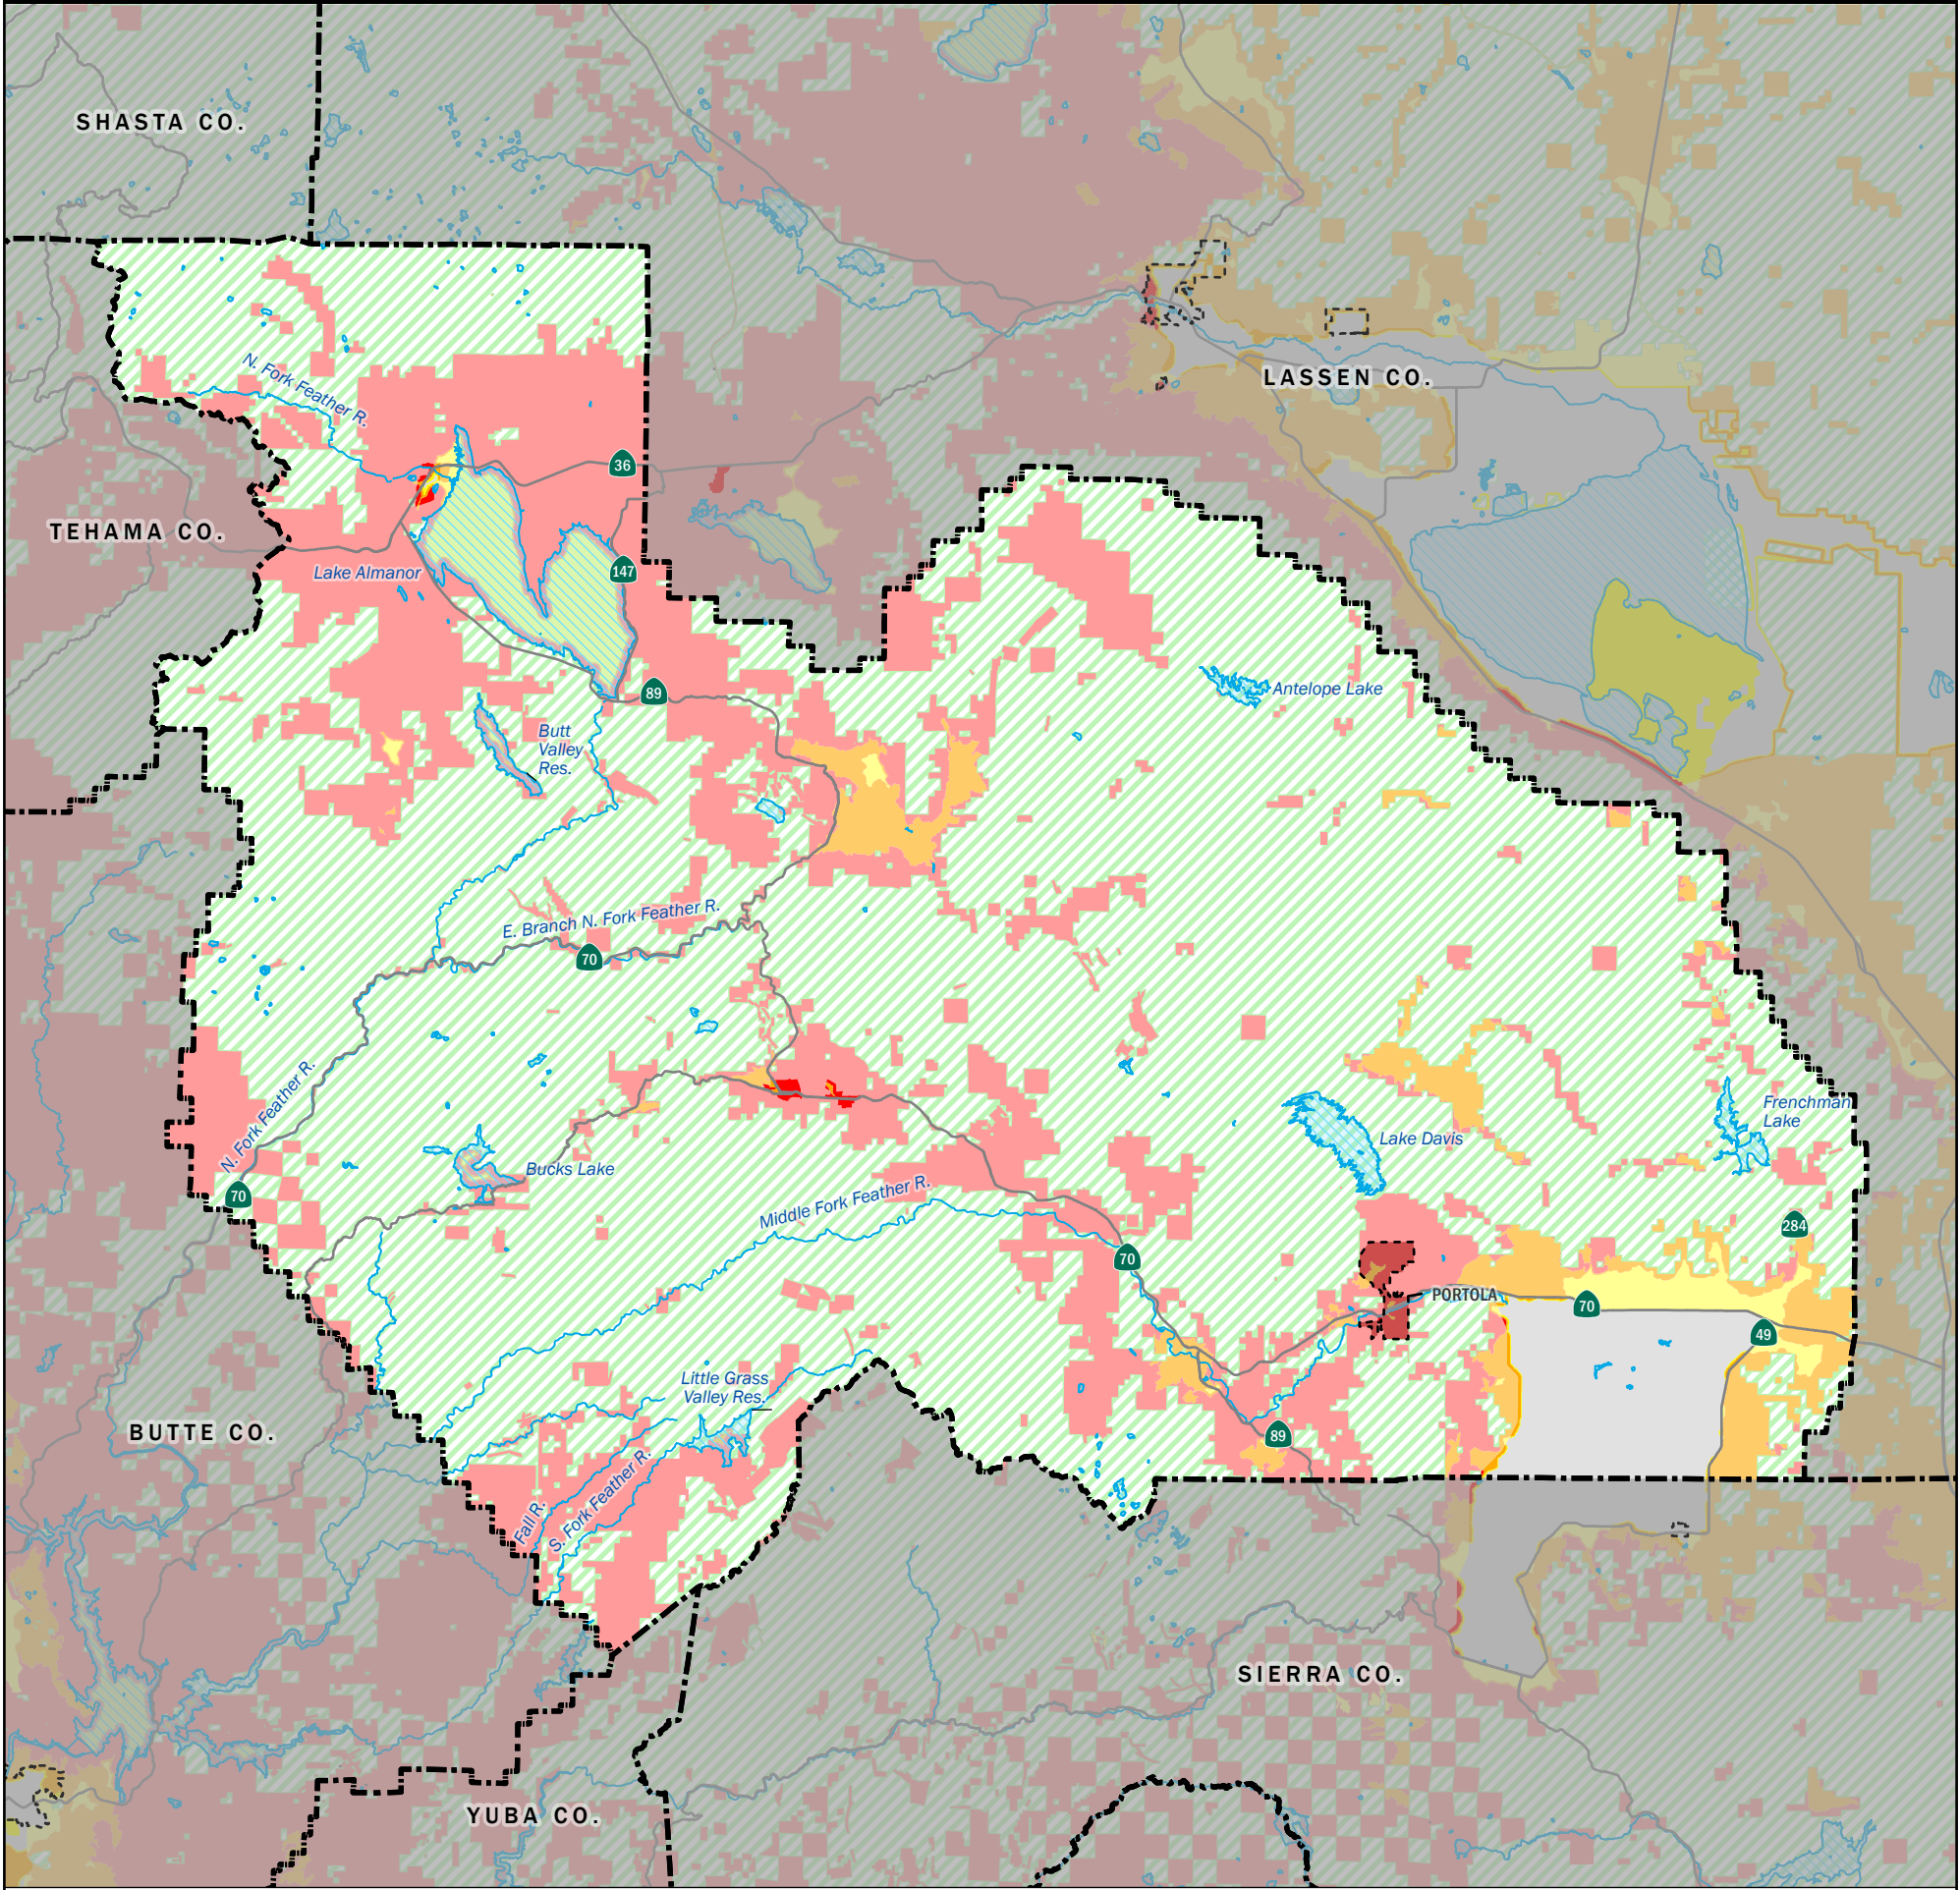 SHASTA CO.
N. Fork Feather R.
LASSEN CO.
36
TEHAMA CO.
Lake Almanor
147
89
Antelope Lake
Butt
Valley
Res.
E. Branch N. Fork Feather R.
70
N. Fork Feather R.
Frenchman
Lake
Lake Davis
Bucks Lake
70
Middle Fork Feather R.
284
70
PORTOLA
70
49
Little Grass
Valley Res.
BUTTE CO.
89
Fall R.
S. Fork Feather R.
SIERRA CO.
YUBA CO.